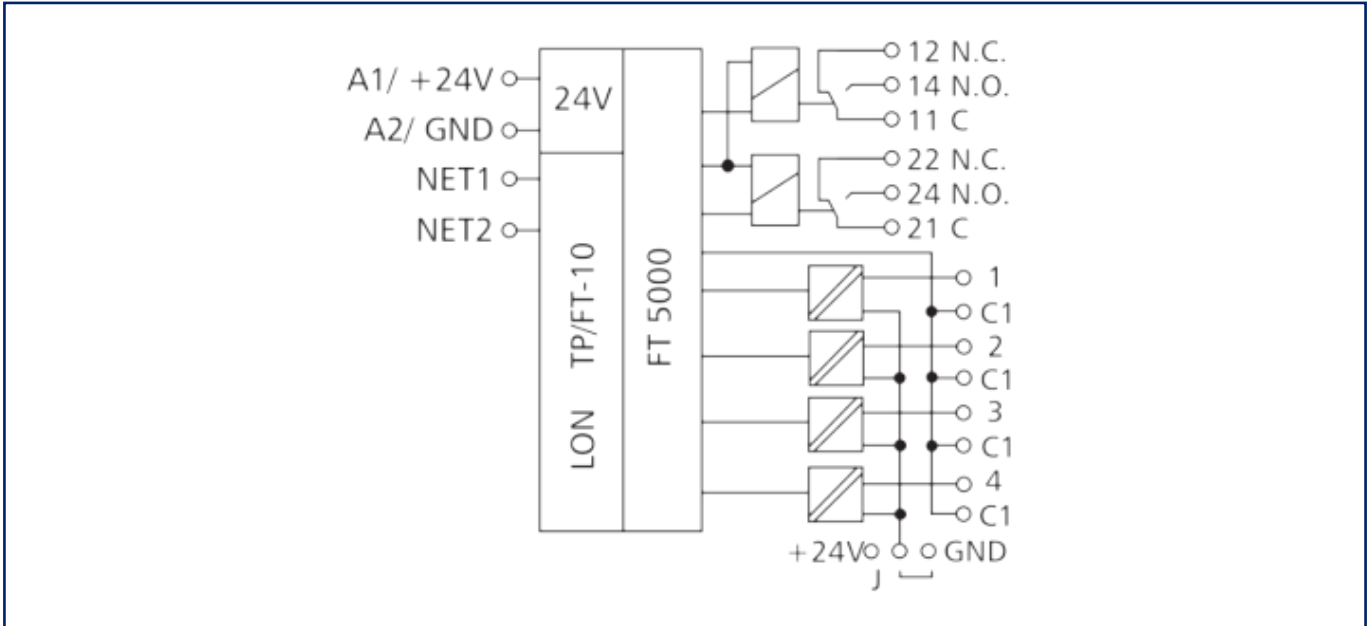 A1/ +24V
A2/ GND
NET1
NET2
24V
LON TP/FT-10
FT 5000
12 N.C.
14 N.O.
11 C
22 N.C.
24 N.O.
21 C
1
C1
2
C1
3
C1
4
C1
+24V
GND
J